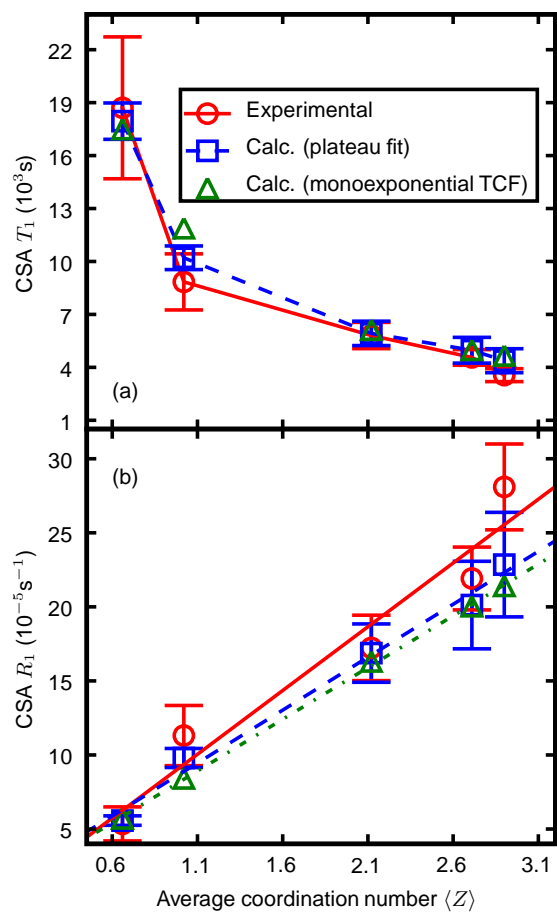 22
19
16
13
10
7
4
1
CSA T₁ (10³s)
Experimental
Calc. (plateau fit)
Calc. (monoexponential TCF)
(a)
30
25
20
15
10
5
CSA R₁ (10⁻⁵s⁻¹)
(b)
0.6 1.1 1.6 2.1 2.6 3.1
Average coordination number ⟨Z⟩